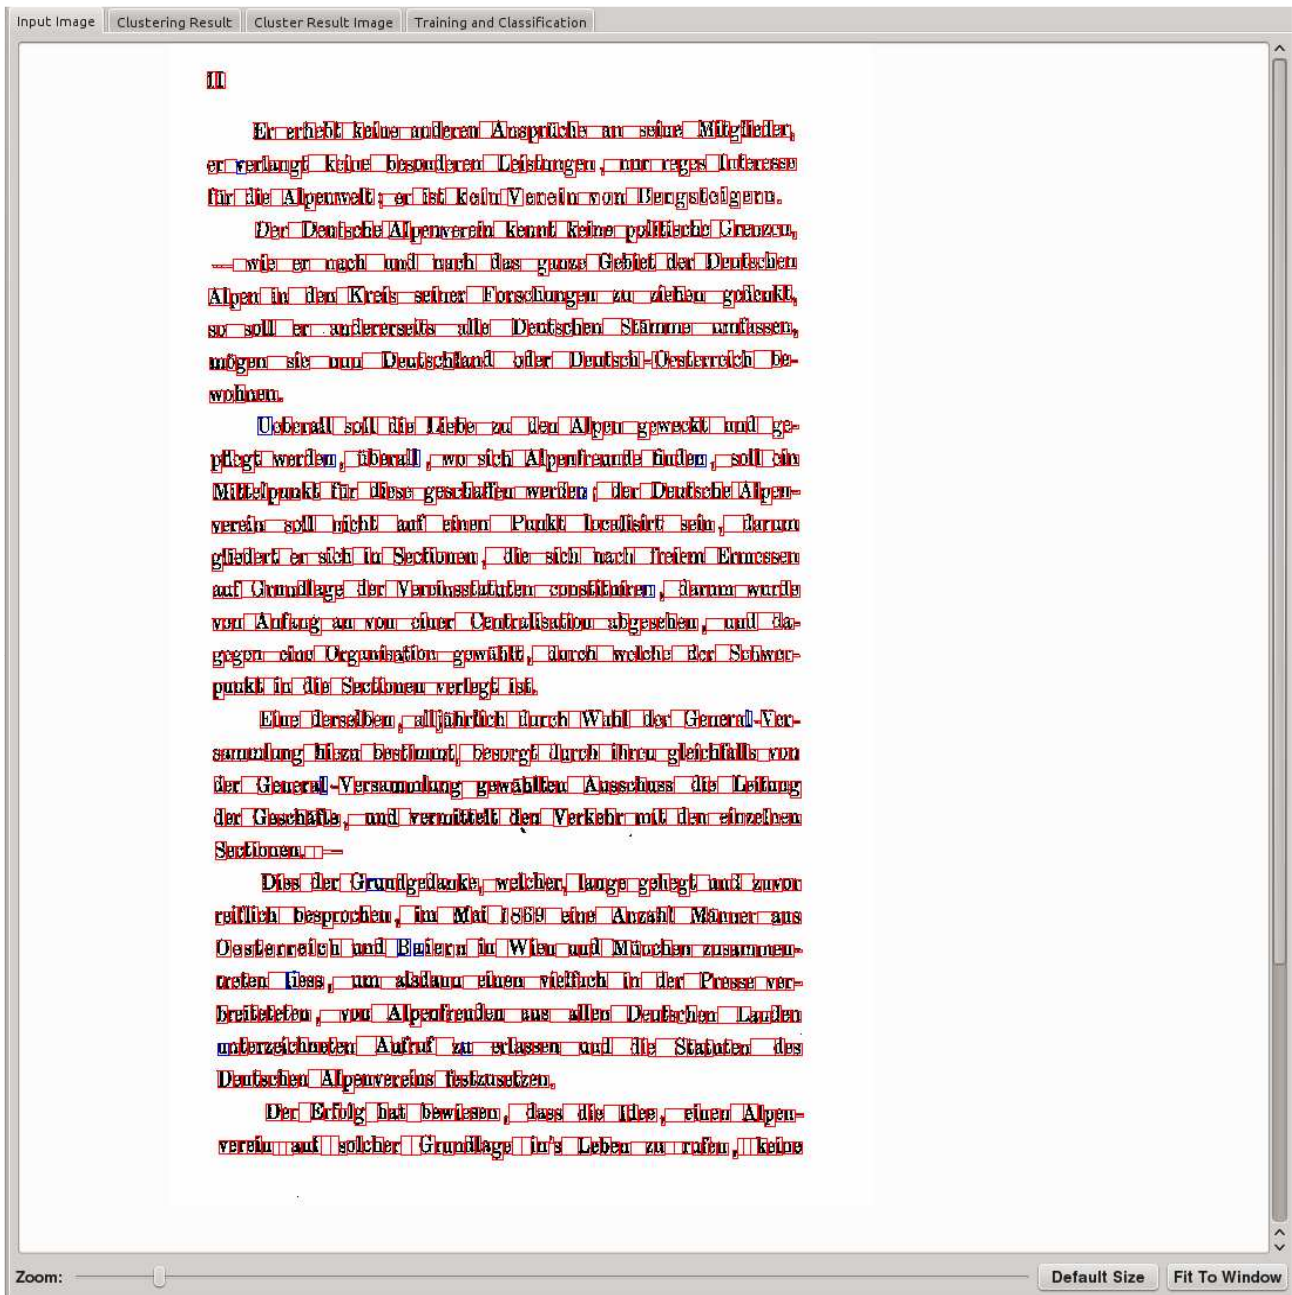 Input Image Clustering Result Cluster Result Image Training and Classification
II
Er erhebt keine anderen Ansprüche an seine Mitglieder,
er verlangt keine besonderen Leistungen, nur reges Interesse
für die Alpenwelt; er ist kein Verein von Bergsteigern.
Der Deutsche Alpenverein kennt keine politische Grenzen,
— wie er nach und nach das ganze Gebiet der Deutschen
Alpen in den Kreis seiner Forschungen zu ziehen gedenkt,
so soll er andererseits alle Deutschen Stämme umfassen,
mögen sie nun Deutschland oder Deutsch-Oesterreich be-
wohnen.
Ueberall soll die Liebe zu den Alpen geweckt und ge-
pflegt werden, überall, wo sich Alpenfreunde finden, soll ein
Mittelpunkt für diese geschaffen werden; der Deutsche Alpen-
verein soll nicht auf einen Punkt localisirt sein, darum
gliedert er sich in Sectionen, die sich nach freiem Ermessen
auf Grundlage der Vereinsstatuten constituiren, darum wurde
von Anfang an von einer Centralisation abgesehen, und da-
gegen eine Organisation gewählt, durch welche der Schwer-
punkt in die Sectionen verlegt ist.
Eine derselben, alljährlich durch Wahl der General-Ver-
sammlung hiezu bestimmt, besorgt durch ihren gleichfalls von
der General-Versammlung gewählten Ausschuss die Leitung
der Geschäfte, und vermittelt den Verkehr mit den einzelnen
Sectionen. —
Dies der Grundgedanke, welcher, lange gehegt und zuvor
reiflich besprochen, im Mai 1869 eine Anzahl Männer aus
Oesterreich und Baiern in Wien und München zusammen-
treten liess, um alsdann einen vielfach in der Presse ver-
breiteteten, von Alpenfreuden aus allen Deutschen Landen
unterzeichneten Aufruf zu erlassen und die Statuten des
Deutschen Alpenvereins festzusetzen.
Der Erfolg hat bewiesen, dass die Idee, einen Alpen-
verein auf solcher Grundlage in's Leben zu rufen, keine
Zoom: Default Size Fit To Window